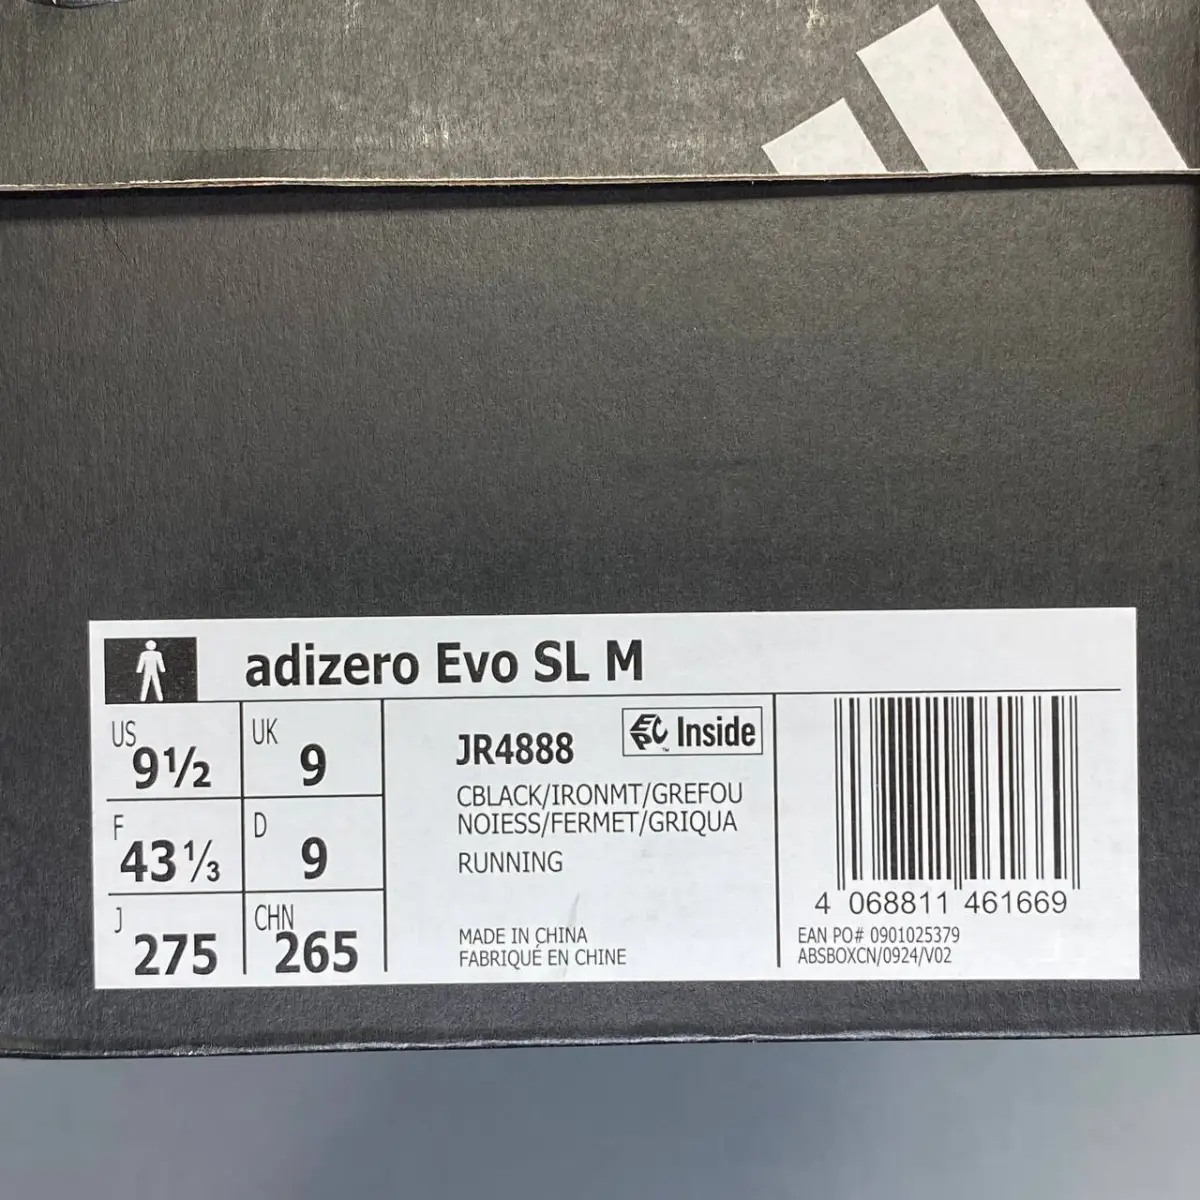 adizero Evo SL M
US
9½
UK
9
F
43⅓
D
9
J
275
CHN
265
JR4888
EPC Inside
™
CBLACK/IRONMT/GREFOU
NOIESS/FERMET/GRIQUA
RUNNING
MADE IN CHINA
FABRIQUÉ EN CHINE
4 068811 461669
EAN PO# 0901025379
ABSBOXCN/0924/V02